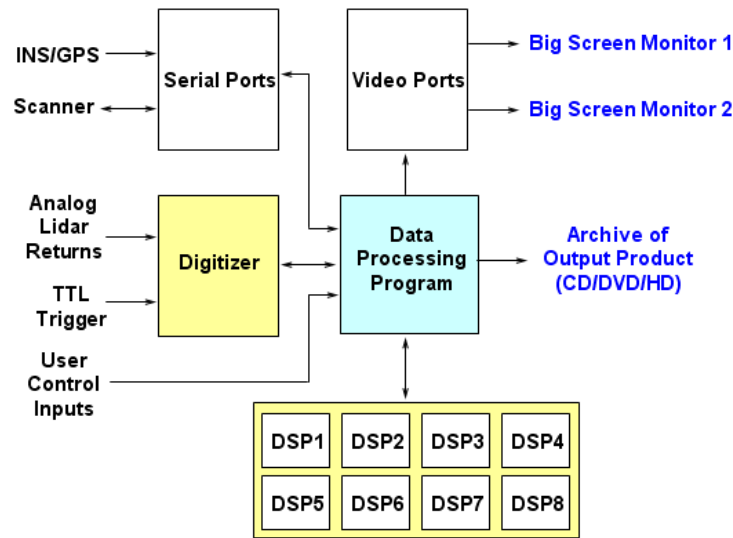 INS/GPS
Scanner
Serial Ports
Video Ports
Big Screen Monitor 1
Big Screen Monitor 2
Analog
Lidar
Returns
TTL
Trigger
Digitizer
Data
Processing
Program
Archive of
Output Product
(CD/DVD/HD)
User
Control
Inputs
DSP1 DSP2 DSP3 DSP4
DSP5 DSP6 DSP7 DSP8